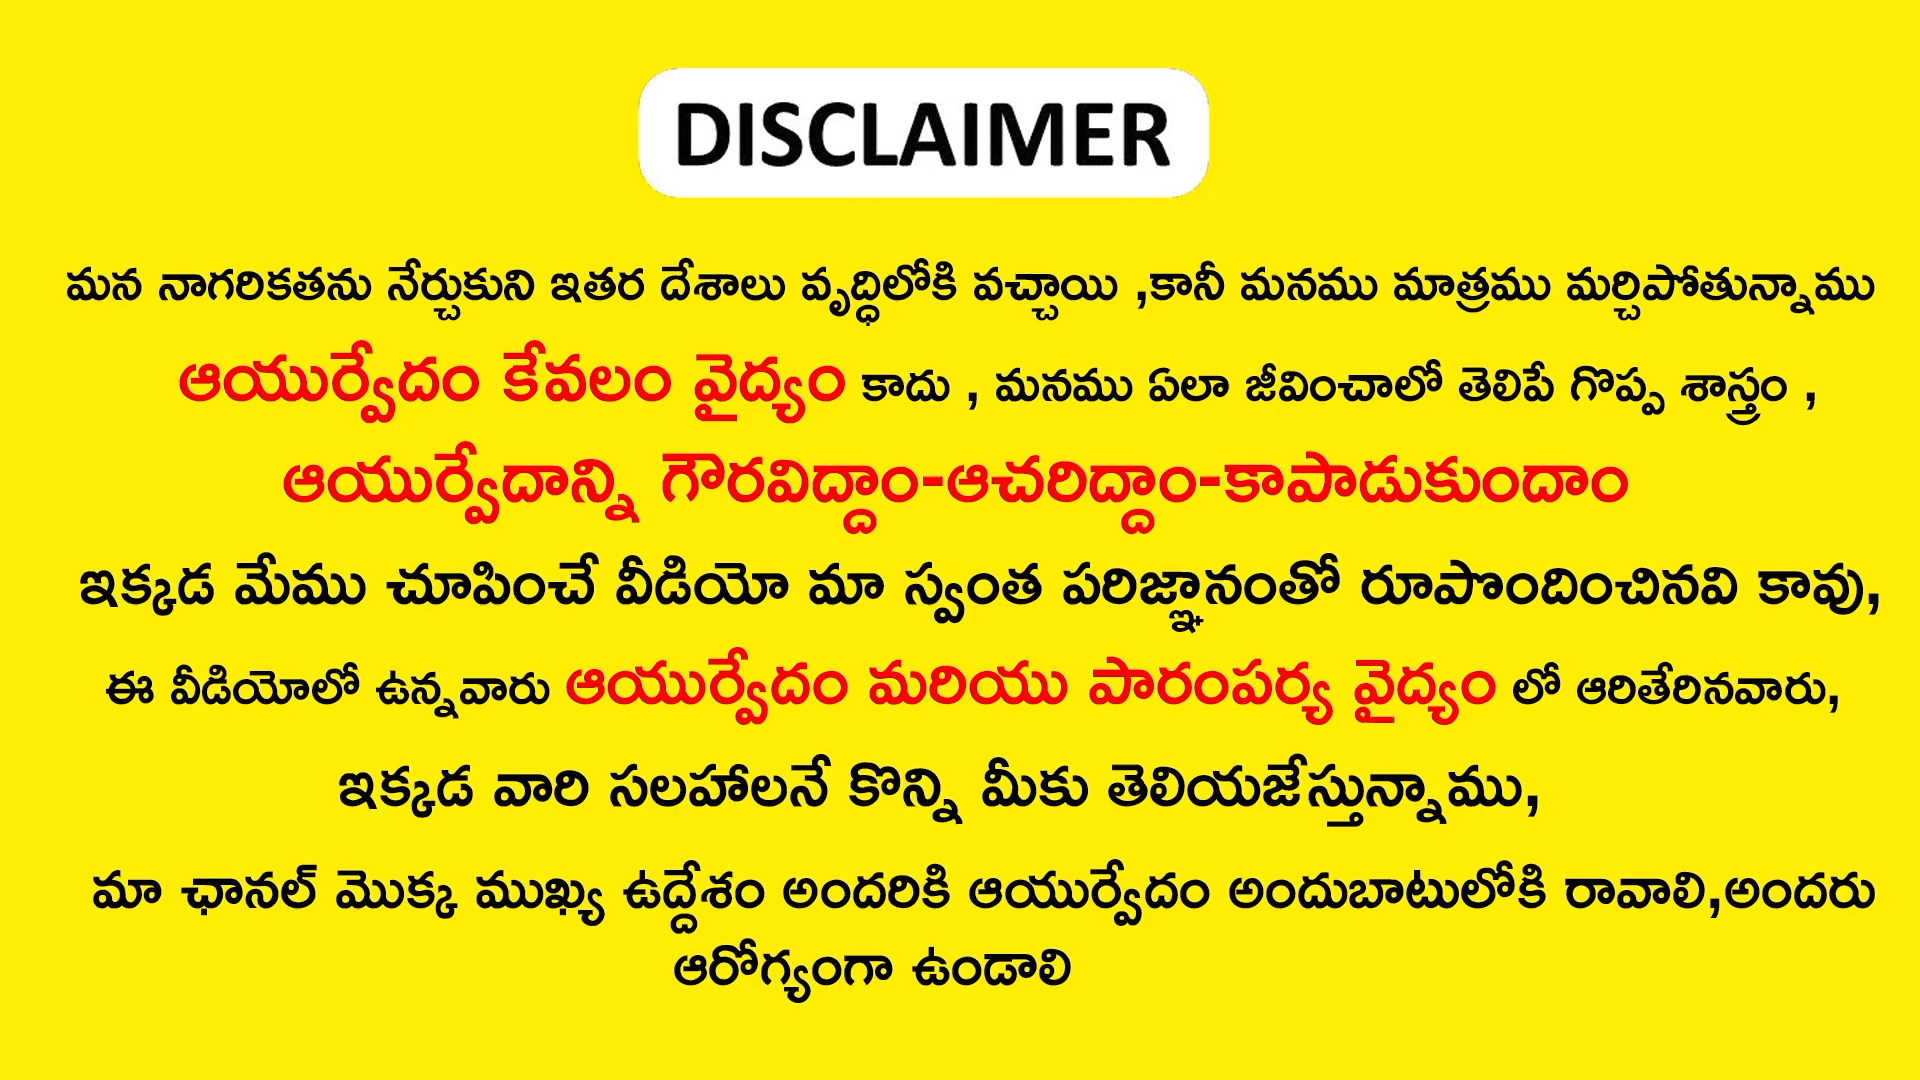 DISCLAIMER
మన నాగరికతను నేర్చుకుని ఇతర దేశాలు వృద్ధిలోకి వచ్చాయి ,కానీ మనము మాత్రము మర్చిపోతున్నాము
ఆయుర్వేదం కేవలం వైద్యం కాదు , మనము ఏలా జీవించాలో తెలిపే గొప్ప శాస్త్రం ,
ఆయుర్వేదాన్ని గౌరవిద్దాం-ఆచరిద్దాం-కాపాడుకుందాం
ఇక్కడ మేము చూపించే వీడియో మా స్వంత పరిజ్ఞానంతో రూపొందించినవి కావు,
ఈ వీడియోలో ఉన్నవారు ఆయుర్వేదం మరియు పారంపర్య వైద్యం లో ఆరితేరినవారు,
ఇక్కడ వారి సలహాలనే కొన్ని మీకు తెలియజేస్తున్నాము,
మా ఛానల్ మొక్క ముఖ్య ఉద్దేశం అందరికి ఆయుర్వేదం అందుబాటులోకి రావాలి,అందరు
ఆరోగ్యంగా ఉండాలి